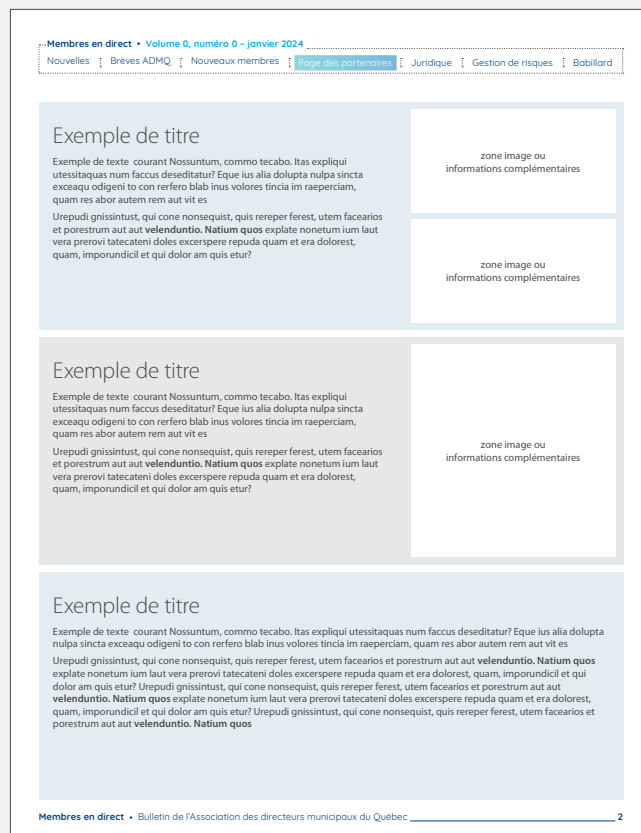 Membres en direct • Volume 0, numéro 0 – janvier 2024
Nouvelles Brèves ADMQ Nouveaux membres Page des partenaires Juridique Gestion de risques Babillard
Exemple de titre
Exemple de texte courant Nossuntum, commo tecabo. Itas expliqui
utessitaquas num faccus deseditatur? Eque ius alia dolupta nulpa sincta
exceaqu odigeni to con rerfero blab inus volores tincia im raeperciam,
quam res abor autem rem aut vit es
Urepudi gnissintust, qui cone nonsequist, quis rereper ferest, utem facearios
et porestrum aut aut velenduntio. Natium quos explate nonetum ium laut
vera prerovi tatecateni doles excerspere repuda quam et era dolorest,
quam, imporundicil et qui dolor am quis etur?
zone image ou
informations complémentaires
zone image ou
informations complémentaires
Exemple de titre
Exemple de texte courant Nossuntum, commo tecabo. Itas expliqui
utessitaquas num faccus deseditatur? Eque ius alia dolupta nulpa sincta
exceaqu odigeni to con rerfero blab inus volores tincia im raeperciam,
quam res abor autem rem aut vit es
Urepudi gnissintust, qui cone nonsequist, quis rereper ferest, utem facearios
et porestrum aut aut velenduntio. Natium quos explate nonetum ium laut
vera prerovi tatecateni doles excerspere repuda quam et era dolorest,
quam, imporundicil et qui dolor am quis etur?
zone image ou
informations complémentaires
Exemple de titre
Exemple de texte courant Nossuntum, commo tecabo. Itas expliqui utessitaquas num faccus deseditatur? Eque ius alia dolupta
nulpa sincta exceaqu odigeni to con rerfero blab inus volores tincia im raeperciam, quam res abor autem rem aut vit es
Urepudi gnissintust, qui cone nonsequist, quis rereper ferest, utem facearios et porestrum aut aut velenduntio. Natium quos
explate nonetum ium laut vera prerovi tatecateni doles excerspere repuda quam et era dolorest, quam, imporundicil et qui
dolor am quis etur? Urepudi gnissintust, qui cone nonsequist, quis rereper ferest, utem facearios et porestrum aut aut
velenduntio. Natium quos explate nonetum ium laut vera prerovi tatecateni doles excerspere repuda quam et era dolorest,
quam, imporundicil et qui dolor am quis etur? Urepudi gnissintust, qui cone nonsequist, quis rereper ferest, utem facearios et
porestrum aut aut velenduntio. Natium quos
Membres en direct • Bulletin de l'Association des directeurs municipaux du Québec 2